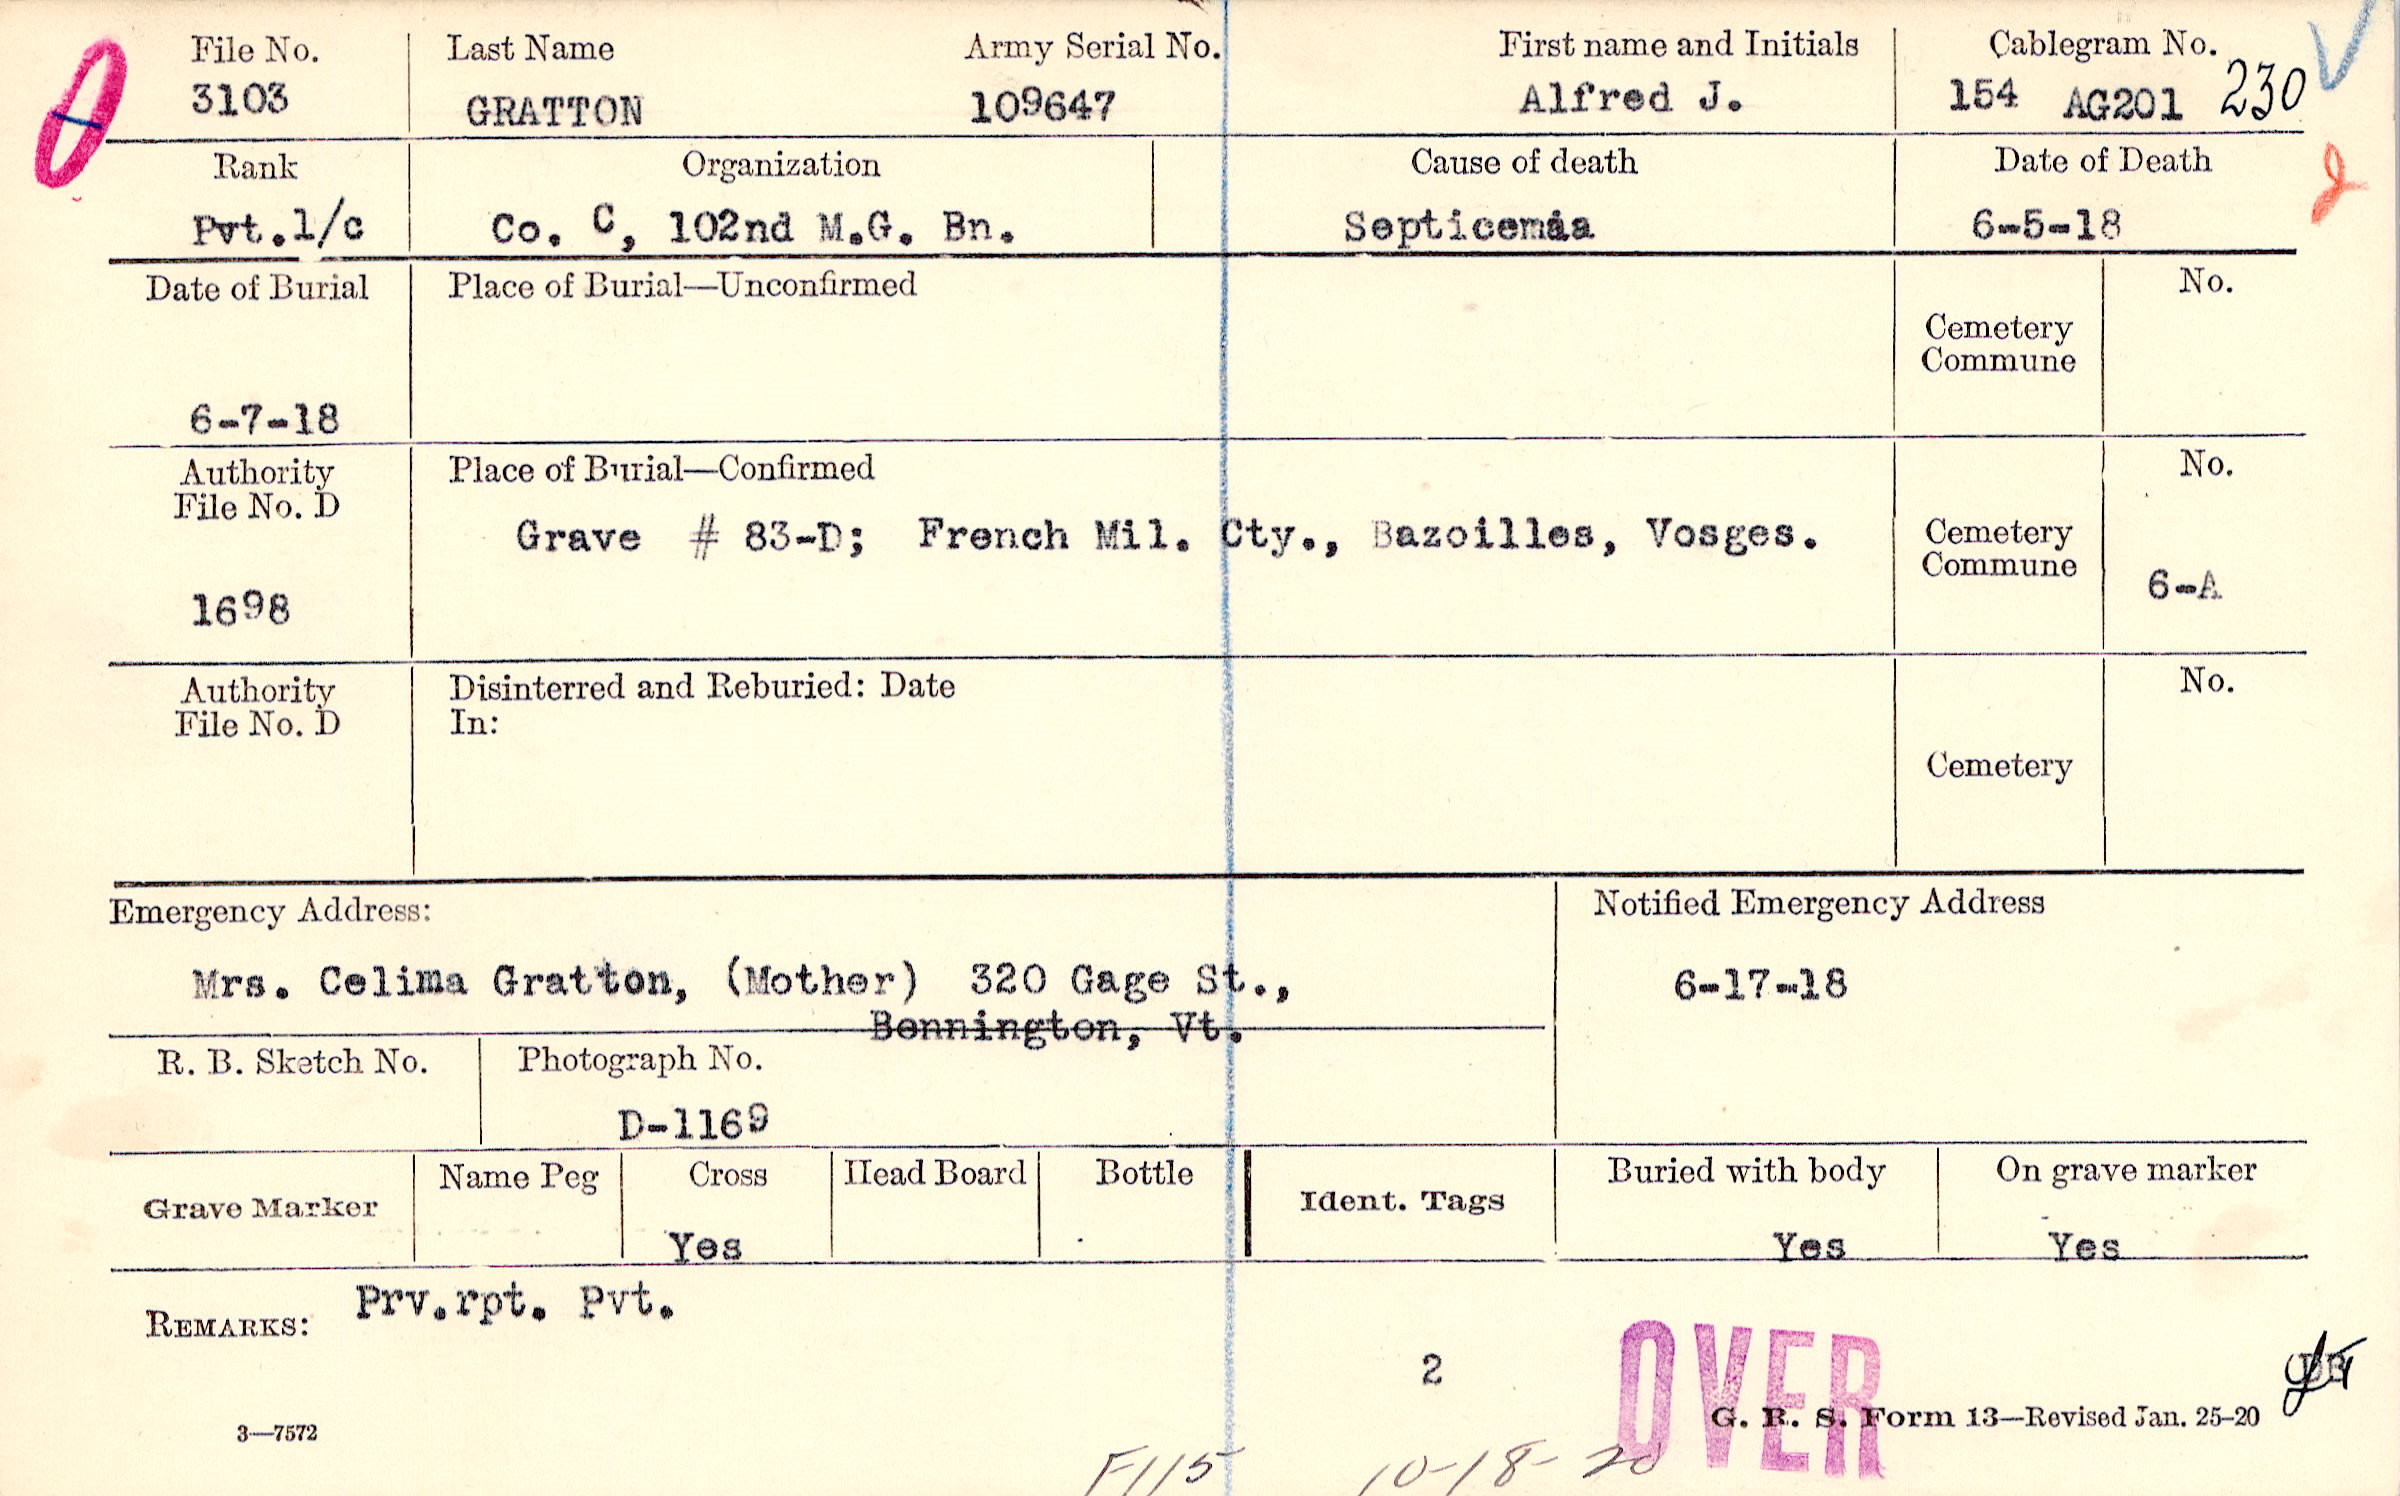 File No. Last Name Army Serial No. First name and Initials Cablegram No.
3103 GRATTON 109647 Alfred J. 154 AG201 230
Rank Organization Cause of death Date of Death
Pvt.1/c Co. C, 102nd M.G. Bn. Septicemia 6-5-18
2
Date of Burial Place of Burial—Unconfirmed No.
Cemetery
Commune
6-7-18
Authority Place of Burial—Confirmed No.
File No. D
Grave # 83-D; French Mil. Cty., Bazoilles, Vosges. Cemetery
Commune
1698 6-A
Authority Disinterred and Reburied: Date No.
File No. D In:
Cemetery
Emergency Address: Notified Emergency Address
Mrs. Celima Gratton, (Mother) 320 Gage St., 6-17-18
Bennington, Vt.
R. B. Sketch No. Photograph No.
D-1169
Grave Marker Name Peg Cross Head Board Bottle Ident. Tags Buried with body On grave marker
Yes Yes Yes
REMARKS: Prv.rpt. Pvt.
2 OVER
3—7572 G. R. S. Form 13—Revised Jan. 25-20
F115 10-18-20